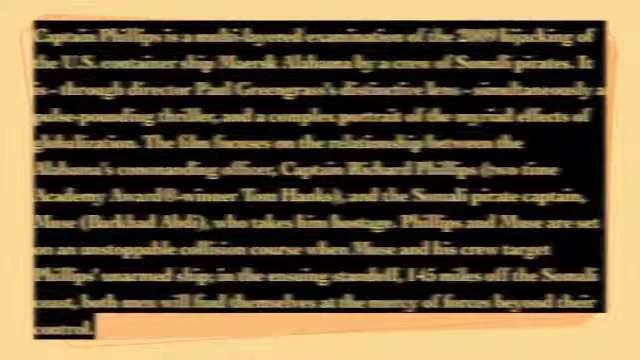 Captain Phillips is a multi-layered examination of the 2009 hijacking of
the U.S. container ship Maersk Alabama by a crew of Somali pirates. It
is - through director Paul Greengrass's distinctive lens - simultaneously a
pulse-pounding thriller, and a complex portrait of the myriad effects of
globalization. The film focuses on the relationship between the
Alabama's commanding officer, Captain Richard Phillips (two time
Academy Award®-winner Tom Hanks), and the Somali pirate captain,
Muse (Barkhad Abdi), who takes him hostage. Phillips and Muse are set
on an unstoppable collision course when Muse and his crew target
Phillips' unarmed ship; in the ensuing standoff, 145 miles off the Somali
coast, both men will find themselves at the mercy of forces beyond their
control.